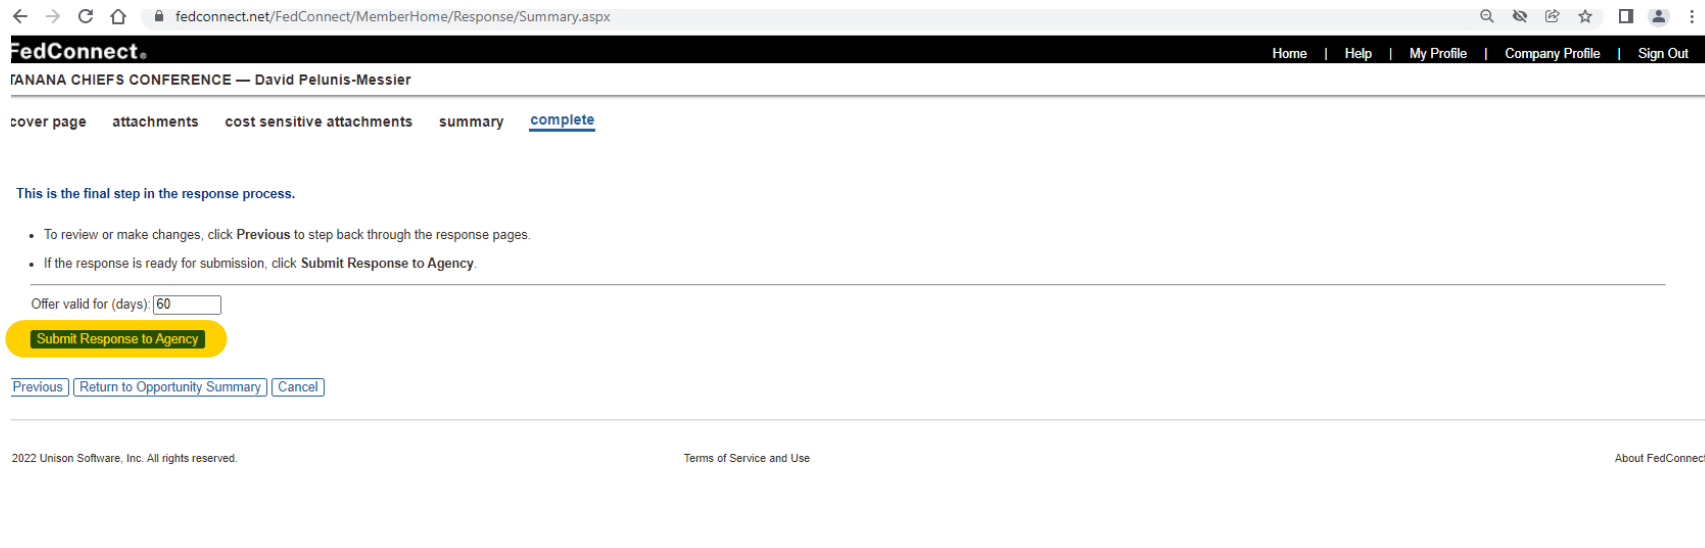 fedconnect.net/FedConnect/MemberHome/Response/Summary.aspx
FedConnect®
Home | Help | My Profile | Company Profile | Sign Out
TANANA CHIEFS CONFERENCE — David Pelunis-Messier
cover page attachments cost sensitive attachments summary complete
This is the final step in the response process.
• To review or make changes, click Previous to step back through the response pages.
• If the response is ready for submission, click Submit Response to Agency.
Offer valid for (days): 60
Submit Response to Agency
Previous Return to Opportunity Summary Cancel
2022 Unison Software, Inc. All rights reserved. Terms of Service and Use About FedConnect